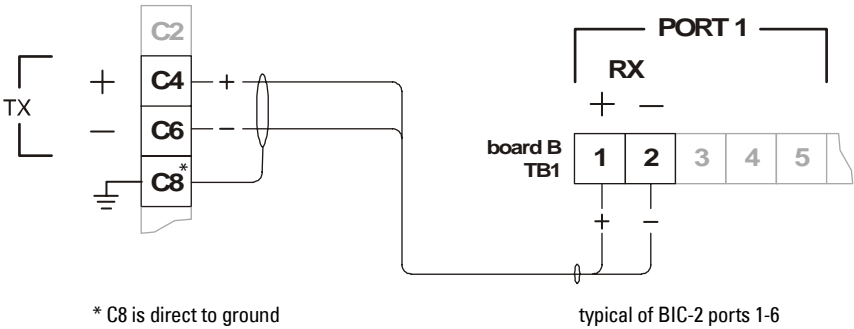 C2
TX
+ C4 +
− C6 −
C8*
PORT 1
RX
+ −
board B
TB1
1 2 3 4 5
+ −
* C8 is direct to ground
typical of BIC-2 ports 1-6